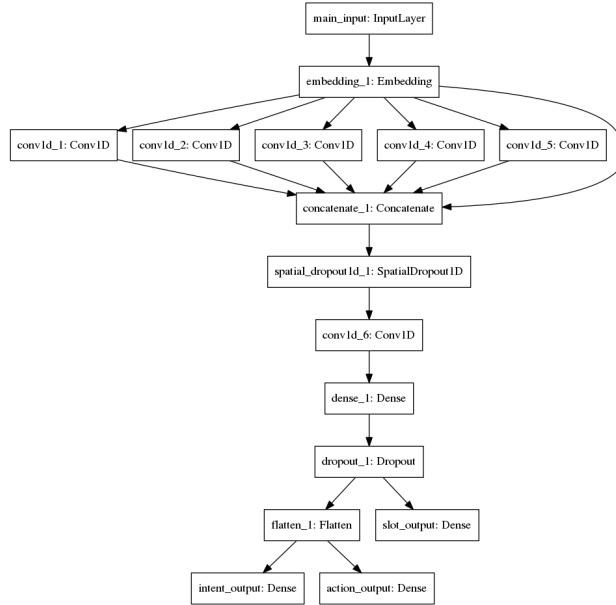 main_input: InputLayer
embedding_1: Embedding
conv1d_1: Conv1D
conv1d_2: Conv1D
conv1d_3: Conv1D
conv1d_4: Conv1D
conv1d_5: Conv1D
concatenate_1: Concatenate
spatial_dropout1d_1: SpatialDropout1D
conv1d_6: Conv1D
dense_1: Dense
dropout_1: Dropout
flatten_1: Flatten
slot_output: Dense
intent_output: Dense
action_output: Dense